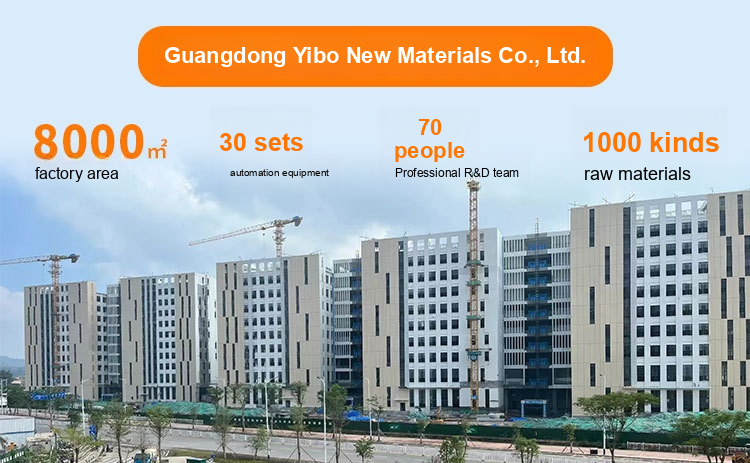 Guangdong Yibo New Materials Co., Ltd.
8000㎡
factory area
30 sets
automation equipment
70
people
Professional R&D team
1000 kinds
raw materials